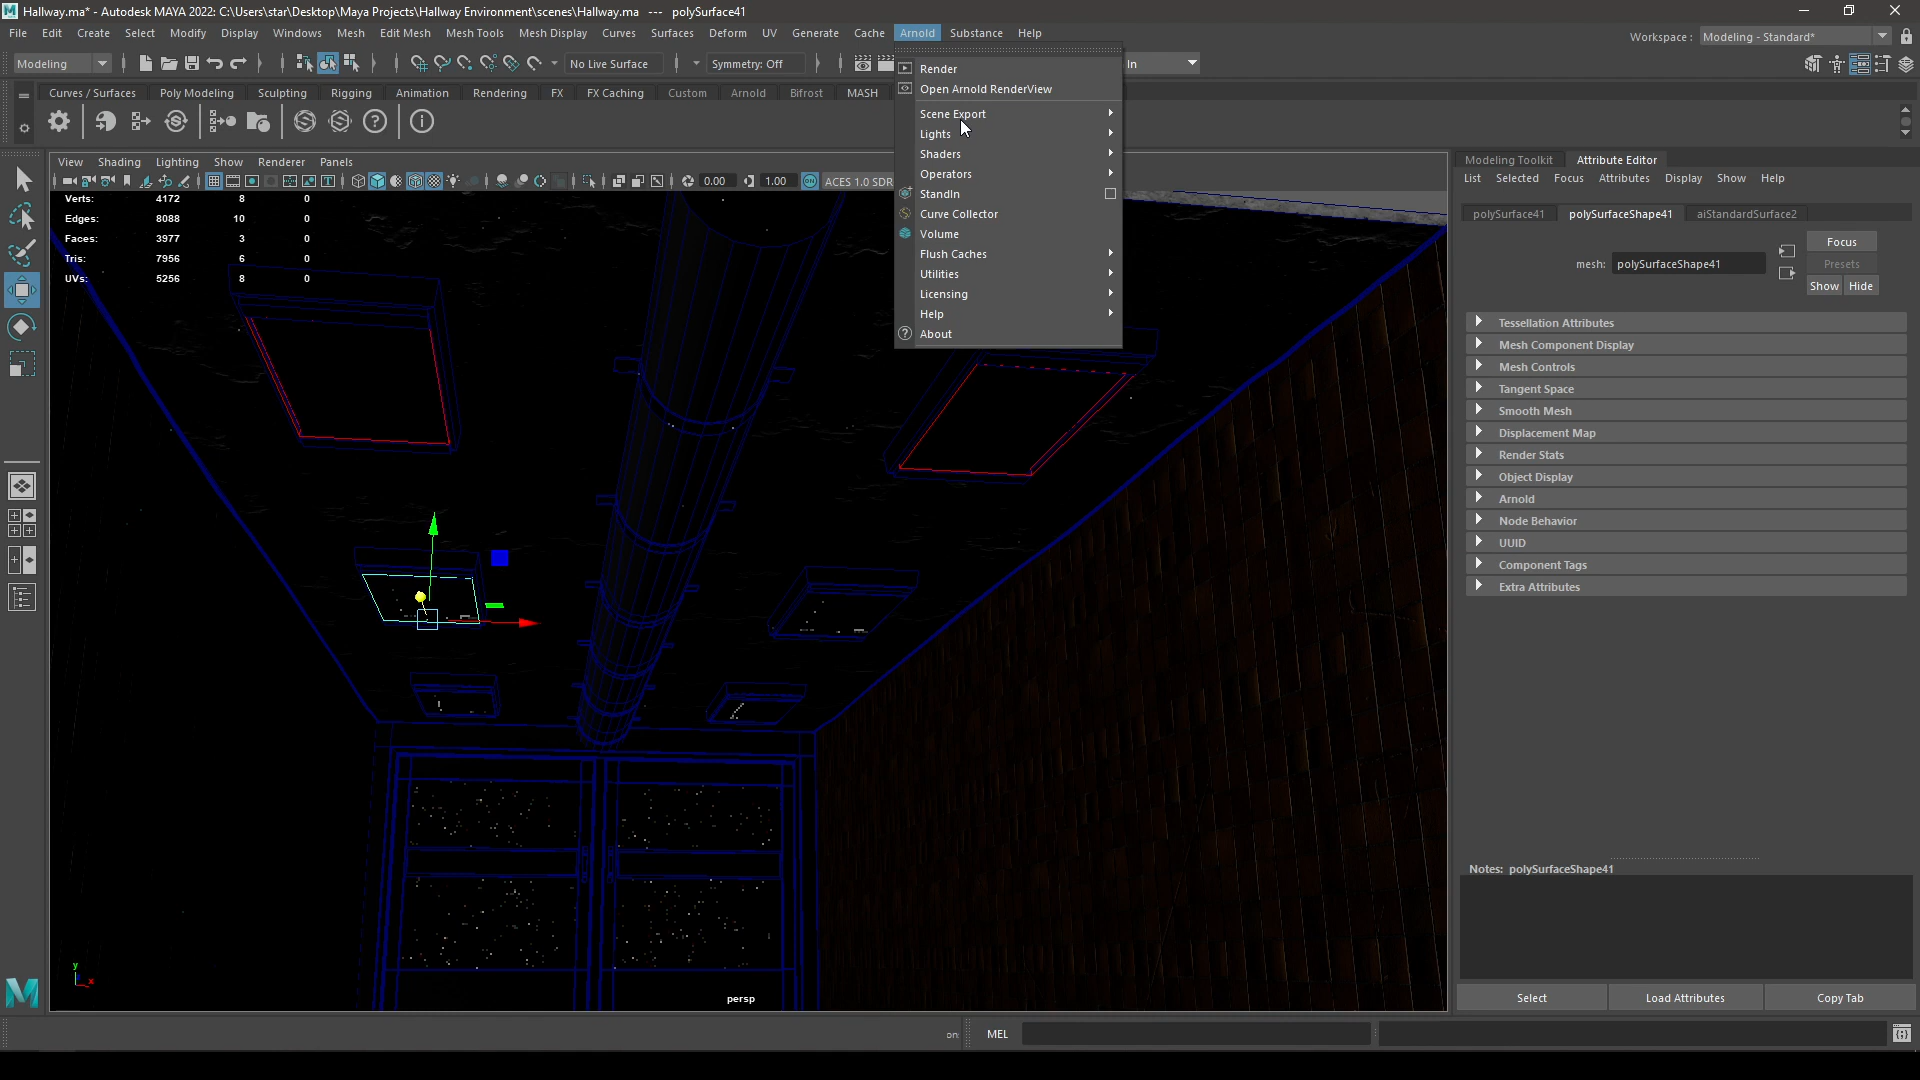 Hallway.ma* - Autodesk MAYA 2022: C:\Users\star\Desktop\Maya Projects\Hallway Environment\scenes\Hallway.ma --- polySurface41
File Edit Create Select Modify Display Windows Mesh Edit Mesh Mesh Tools Mesh Display Curves Surfaces Deform UV Generate Cache Arnold Substance Help
Workspace : Modeling - Standard*
Modeling No Live Surface Symmetry: Off In
Curves / Surfaces Poly Modeling Sculpting Rigging Animation Rendering FX FX Caching Custom Arnold Bifrost MASH
Render
Open Arnold RenderView
Scene Export
Lights
Shaders
Operators
StandIn
Curve Collector
Volume
Flush Caches
Utilities
Licensing
Help
About
View Shading Lighting Show Renderer Panels
0.00 1.00 ON ACES 1.0 SDR
Verts: 4172 8 0
Edges: 8088 10 0
Faces: 3977 3 0
Tris: 7956 6 0
UVs: 5256 8 0
y
x
persp
Modeling Toolkit Attribute Editor
List Selected Focus Attributes Display Show Help
polySurface41 polySurfaceShape41 aiStandardSurface2
mesh: polySurfaceShape41
Focus
Presets
Show Hide
Tessellation Attributes
Mesh Component Display
Mesh Controls
Tangent Space
Smooth Mesh
Displacement Map
Render Stats
Object Display
Arnold
Node Behavior
UUID
Component Tags
Extra Attributes
Notes: polySurfaceShape41
Select Load Attributes Copy Tab
on: MEL